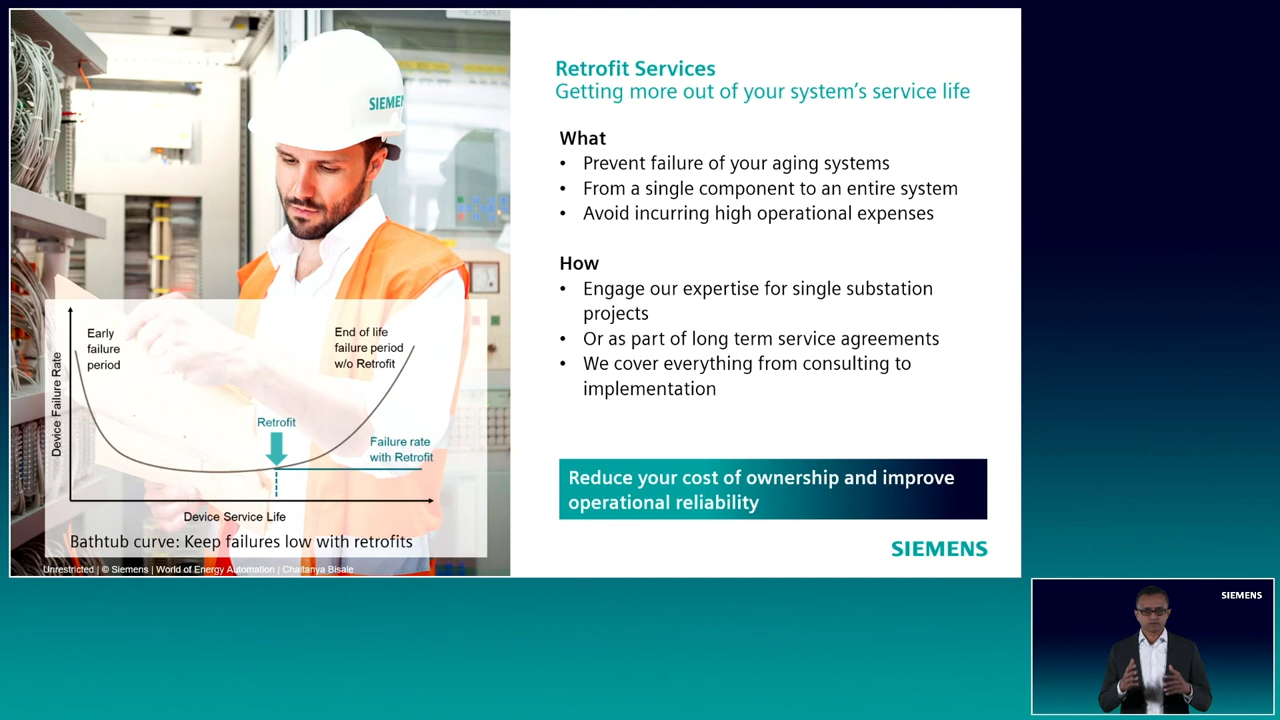 SIEMENS
Retrofit Services
Getting more out of your system's service life
What
• Prevent failure of your aging systems
• From a single component to an entire system
• Avoid incurring high operational expenses
How
• Engage our expertise for single substation
projects
• Or as part of long term service agreements
• We cover everything from consulting to
implementation
Reduce your cost of ownership and improve
operational reliability
SIEMENS
Device Failure Rate
Early
failure
period
End of life
failure period
w/o Retrofit
Retrofit
Failure rate
with Retrofit
Device Service Life
Bathtub curve: Keep failures low with retrofits
Unrestricted | © Siemens | World of Energy Automation | Chaitanya Bisale
SIEMENS